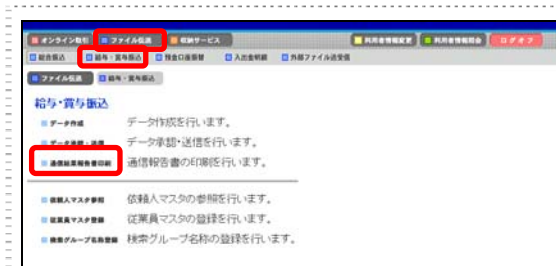 オンライン取引 ファイル伝送 収納サービス 利用者情報変更 利用者情報照会 ログオフ
総合振込 給与・賞与振込 預金口座振替 入出金明細 外部ファイル送受信
ファイル伝送 給与・賞与振込
給与・賞与振込
データ作成 データ作成を行います。
データ承認・送信 データ承認・送信を行います。
通信結果報告書印刷 通信報告書の印刷を行います。
依頼人マスタ参照 依頼人マスタの参照を行います。
従業員マスタ登録 従業員マスタの登録を行います。
検索グループ名称登録 検索グループ名称の登録を行います。